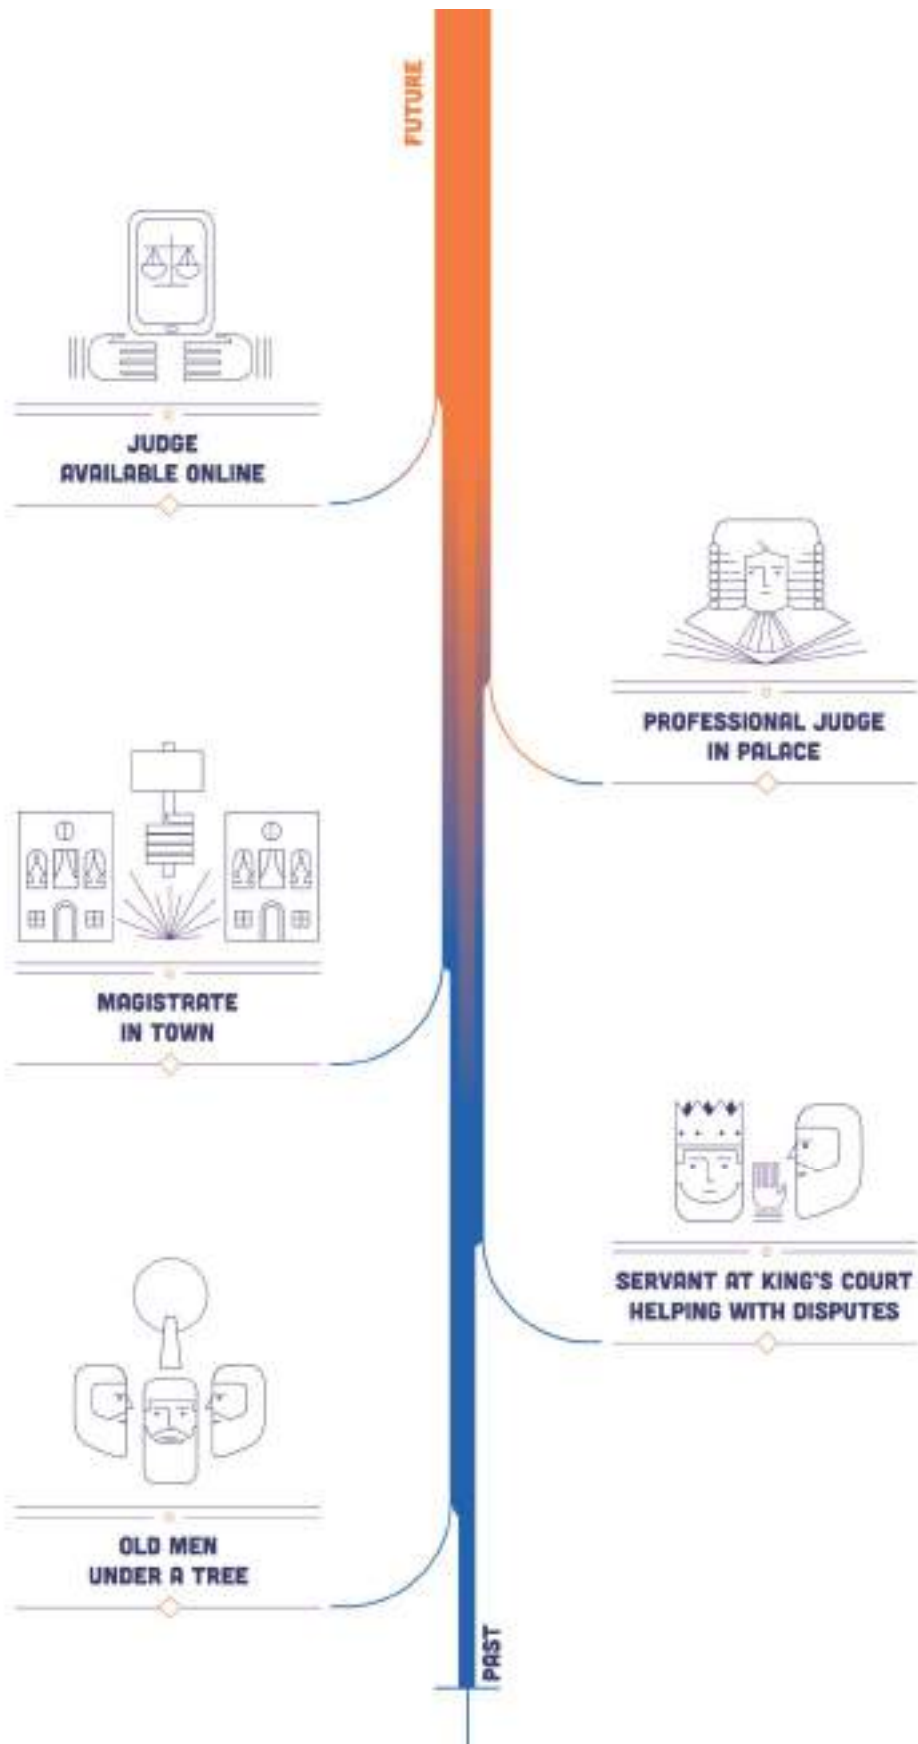 FUTURE
JUDGE
AVAILABLE ONLINE
PROFESSIONAL JUDGE
IN PALACE
MAGISTRATE
IN TOWN
SERVANT AT KING'S COURT
HELPING WITH DISPUTES
OLD MEN
UNDER A TREE
PAST